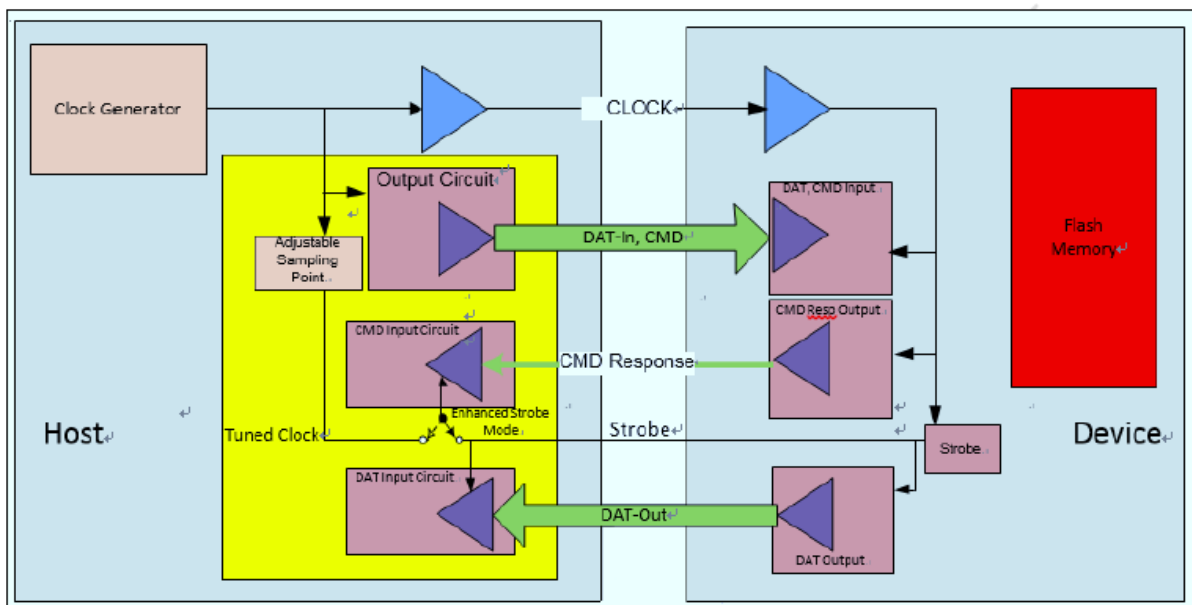 Clock Generator
CLOCK
Output Circuit
DAT, CMD Input
DAT-In, CMD
Flash
Memory
Adjustable
Sampling
Point
CMD Input Circuit
CMD Resp Output
CMD Response
Enhanced Strobe
Mode
Host
Tuned Clock
Strobe
Strobe
Device
DAT Input Circuit
DAT-Out
DAT Output